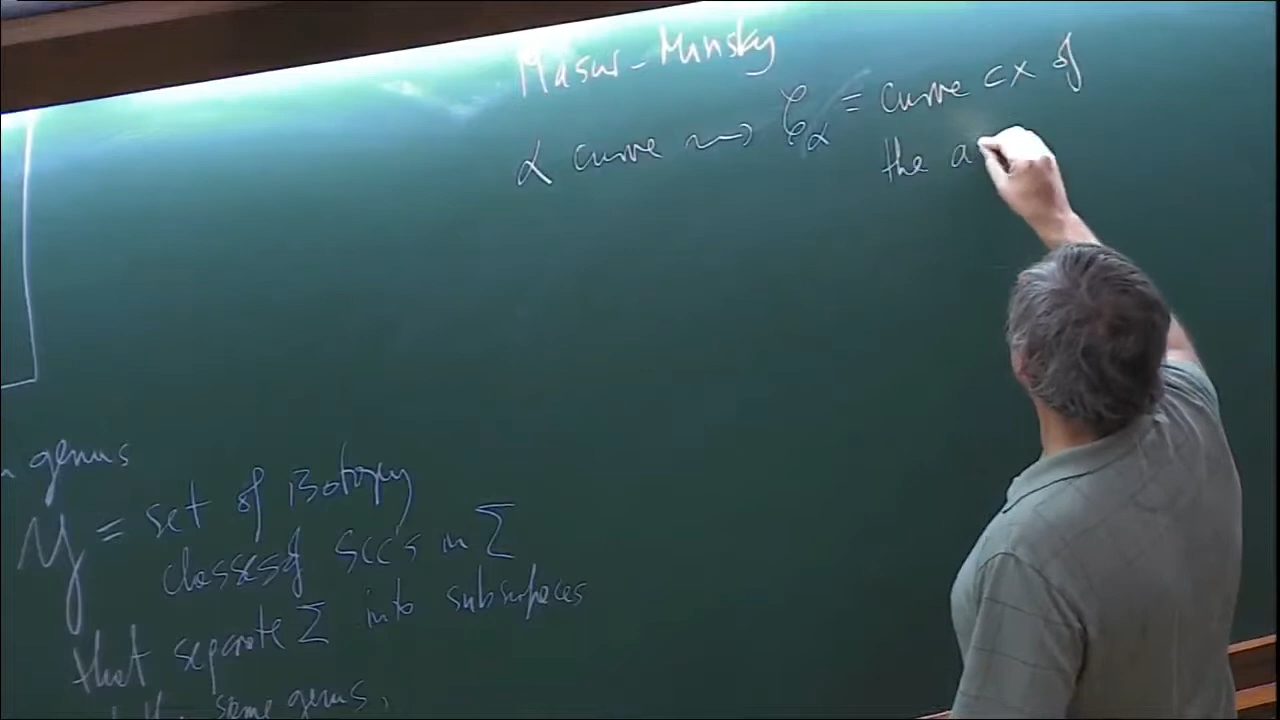 Masur-Minsky
α curve ⇝ 𝒞_α = curve cx of
the a
genus
Y = set of isotopy
classes of scc's in Σ
that separate Σ into subsurfaces
same genus.